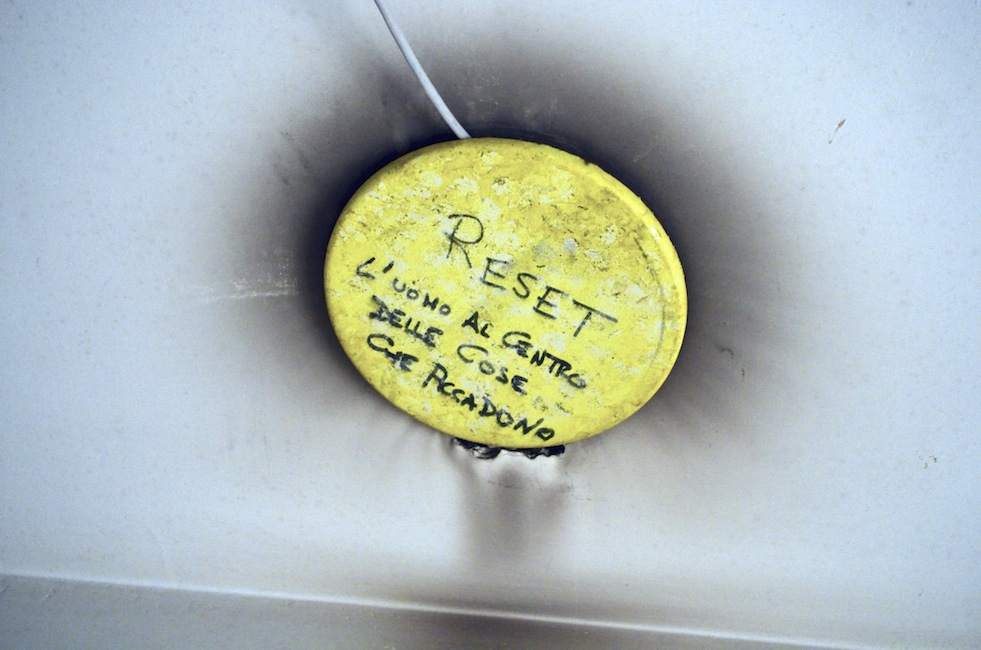 RESET
L'UOMO AL CENTRO
DELLE COSE
CHE ACCADONO